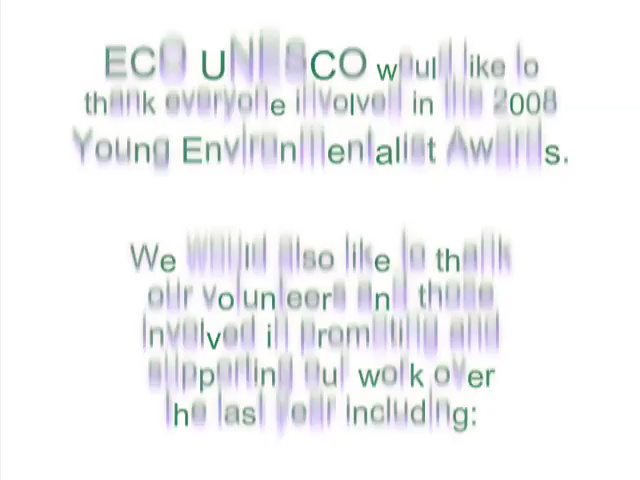 ECO UNESCO would like to
thank everyone involved in the 2008
Young Environmentalist Awards.
We would also like to thank
our volunteers and those
involved in promoting and
supporting our work over
the last year including: